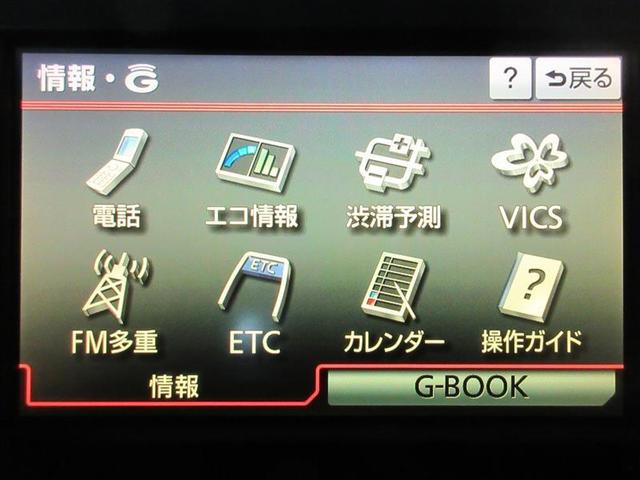 情報・G
? 戻る
電話 エコ情報 渋滞予測 VICS
ETC
?
FM多重 ETC カレンダー 操作ガイド
情報 G-BOOK